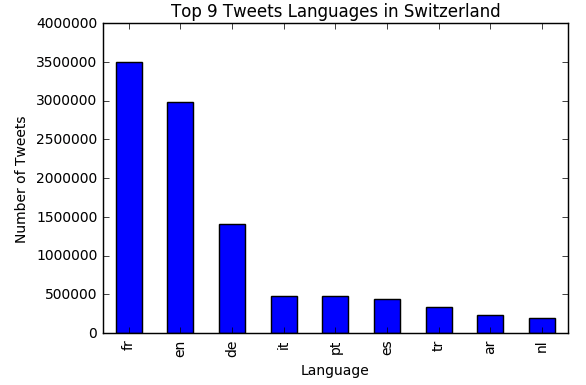 Top 9 Tweets Languages in Switzerland
4000000
3500000
3000000
2500000
2000000
1500000
1000000
500000
0
Number of Tweets
fr en de it pt es tr ar nl
Language